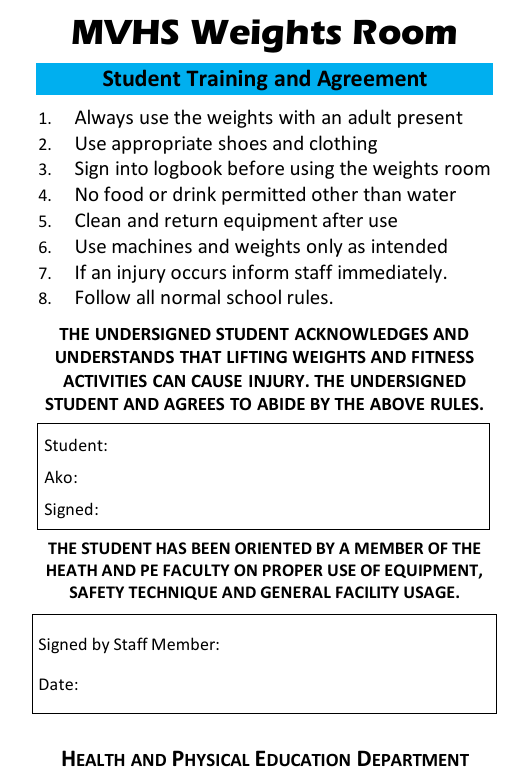 MVHS Weights Room
Student Training and Agreement
1. Always use the weights with an adult present
2. Use appropriate shoes and clothing
3. Sign into logbook before using the weights room
4. No food or drink permitted other than water
5. Clean and return equipment after use
6. Use machines and weights only as intended
7. If an injury occurs inform staff immediately.
8. Follow all normal school rules.
THE UNDERSIGNED STUDENT ACKNOWLEDGES AND
UNDERSTANDS THAT LIFTING WEIGHTS AND FITNESS
ACTIVITIES CAN CAUSE INJURY. THE UNDERSIGNED
STUDENT AND AGREES TO ABIDE BY THE ABOVE RULES.
Student:
Ako:
Signed:
THE STUDENT HAS BEEN ORIENTED BY A MEMBER OF THE
HEATH AND PE FACULTY ON PROPER USE OF EQUIPMENT,
SAFETY TECHNIQUE AND GENERAL FACILITY USAGE.
Signed by Staff Member:
Date:
HEALTH AND PHYSICAL EDUCATION DEPARTMENT